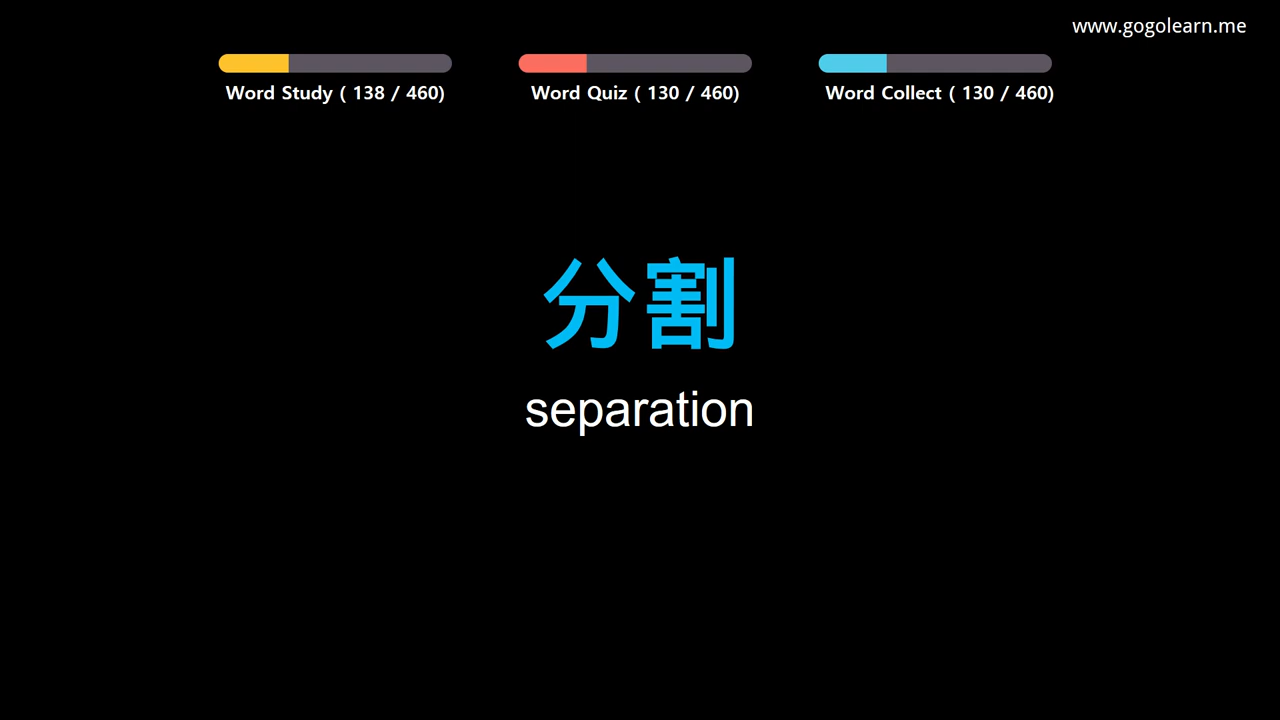 www.gogolearn.me
Word Study ( 138 / 460)
Word Quiz ( 130 / 460)
Word Collect ( 130 / 460)
分割
separation